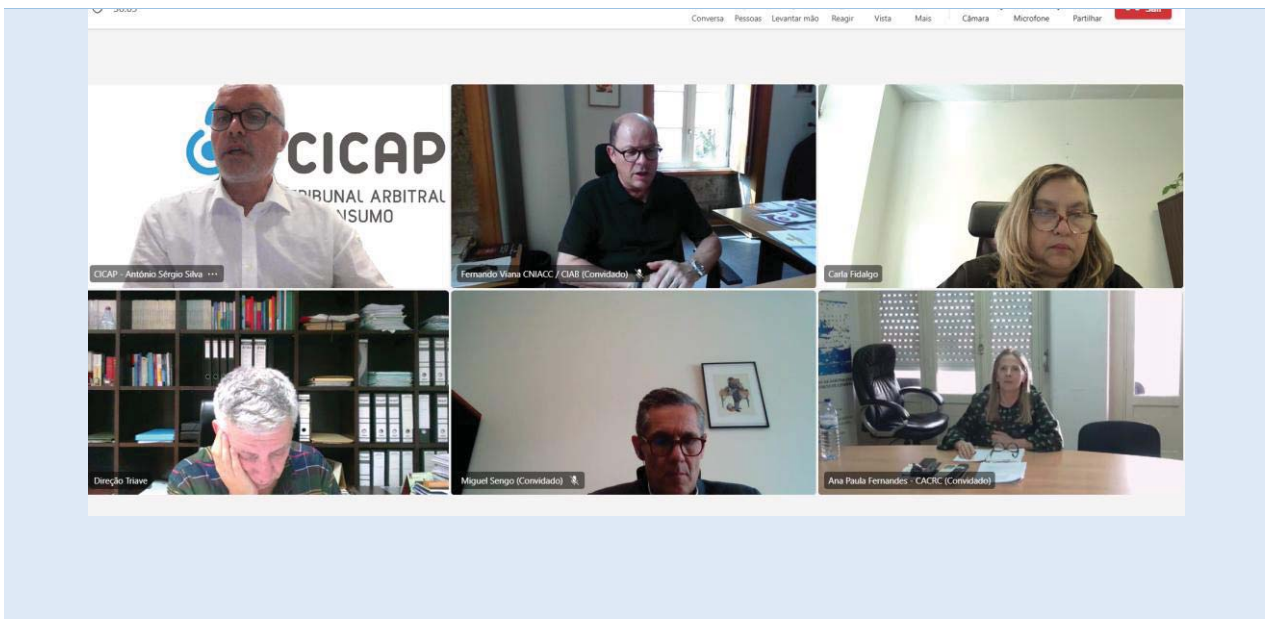 Conversa Pessoas Levantar mão Reagir Vista Mais Câmara Microfone Partilhar
CICAP
TRIBUNAL ARBITRAL
NSUMO
CICAP - António Sérgio Silva ...
Fernando Viana CNIACC / CIAB (Convidado)
Carla Fidalgo
Direção Triave
Miguel Sengo (Convidado)
Ana Paula Fernandes - CACRC (Convidado)